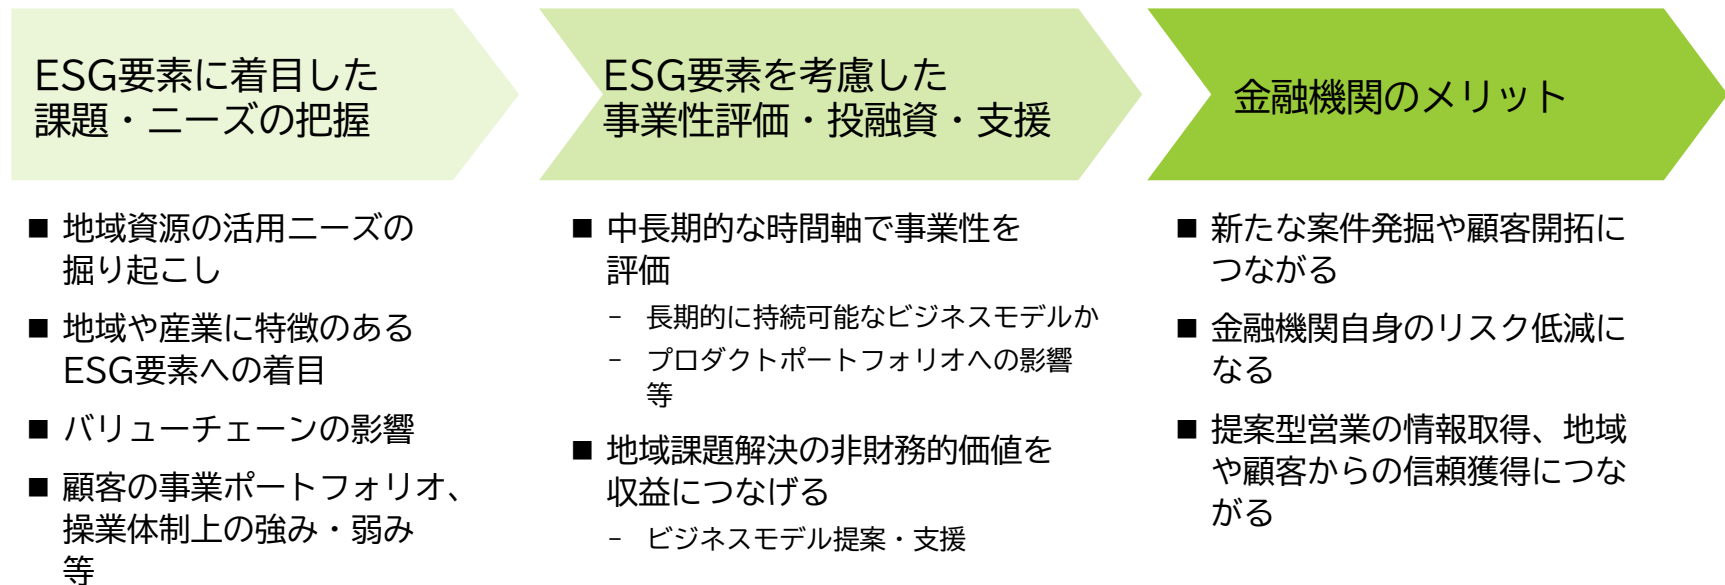 ESG要素に着目した
課題・ニーズの把握
■ 地域資源の活用ニーズの
掘り起こし
■ 地域や産業に特徴のある
ESG要素への着目
■ バリューチェーンの影響
■ 顧客の事業ポートフォリオ、
操業体制上の強み・弱み
等
ESG要素を考慮した
事業性評価・投融資・支援
■ 中長期的な時間軸で事業性を
評価
– 長期的に持続可能なビジネスモデルか
– プロダクトポートフォリオへの影響
等
■ 地域課題解決の非財務的価値を
収益につなげる
– ビジネスモデル提案・支援
金融機関のメリット
■ 新たな案件発掘や顧客開拓に
つながる
■ 金融機関自身のリスク低減に
なる
■ 提案型営業の情報取得、地域
や顧客からの信頼獲得につな
がる